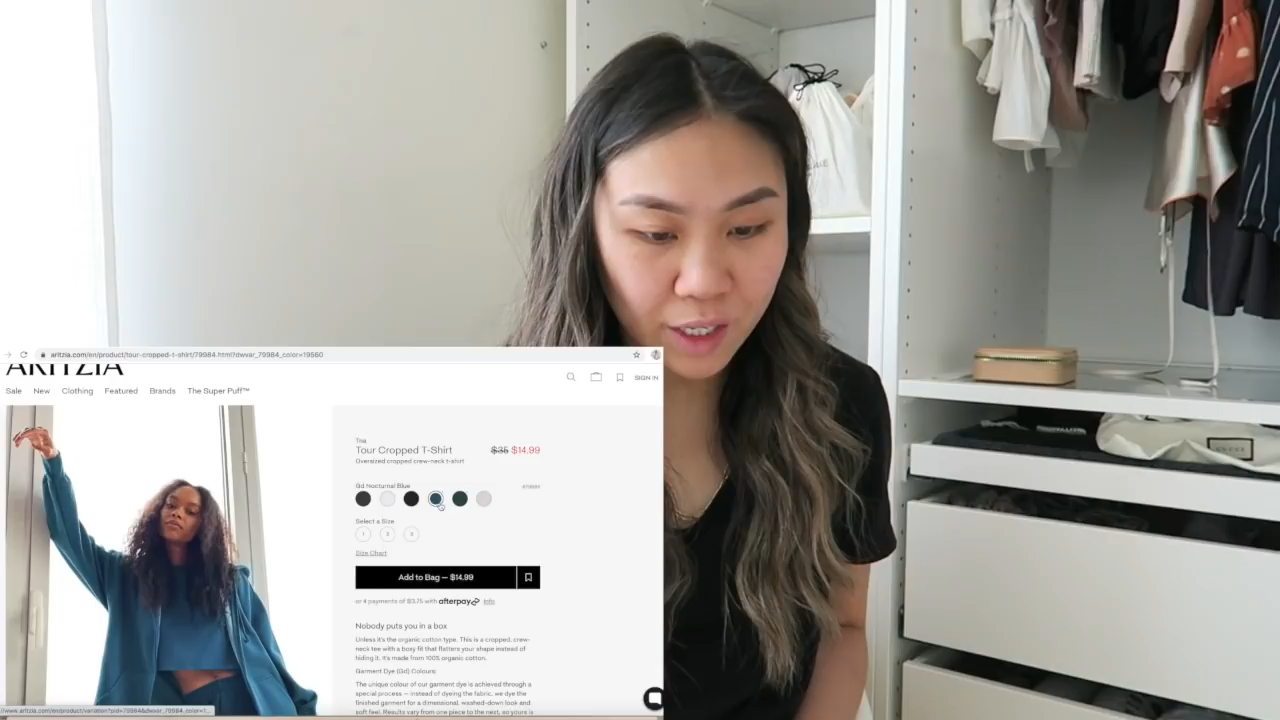 aritzia.com/en/product/tour-cropped-t-shirt/79984.html?dwvar_79984_color=19560
ARITZIA
Sale New Clothing Featured Brands The Super Puff™
SIGN IN
Tna
Tour Cropped T-Shirt $35 $14.99
Oversized cropped crew-neck t-shirt
Gd Nocturnal Blue
Select a Size
1 2 3
Size Chart
Add to Bag — $14.99
or 4 payments of $3.75 with afterpay Info
Nobody puts you in a box
Unless it's the organic cotton type. This is a cropped, crew-
neck tee with a boxy fit that flatters your shape instead of
hiding it. It's made from 100% organic cotton.
Garment Dye (Gd) Colours:
The unique colour of our garment dye is achieved through a
special process — instead of dyeing the fabric, we dye the
finished garment for a dimensional, washed-down look and
soft feel. Results vary from one piece to the next, so yours is
GUCCI